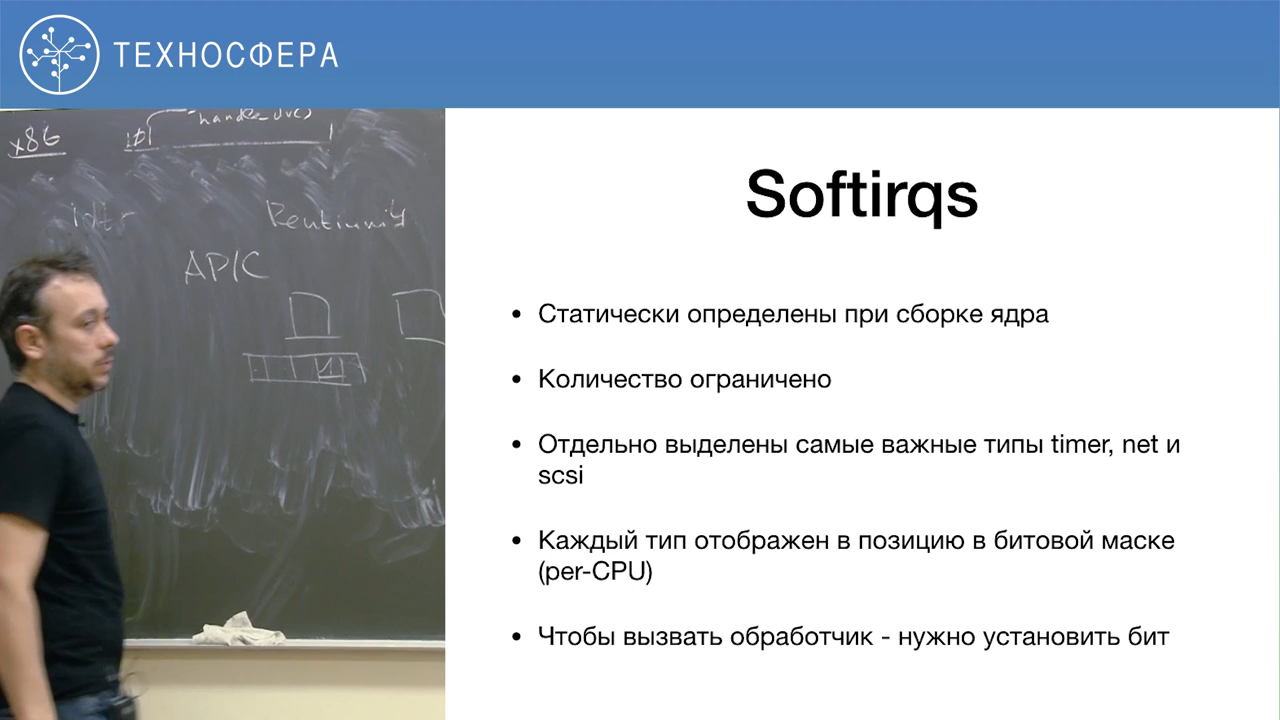 ТЕХНОСФЕРА
x86
APIC
Softirqs
• Статически определены при сборке ядра
• Количество ограничено
• Отдельно выделены самые важные типы timer, net и
scsi
• Каждый тип отображен в позицию в битовой маске
(per-CPU)
• Чтобы вызвать обработчик - нужно установить бит